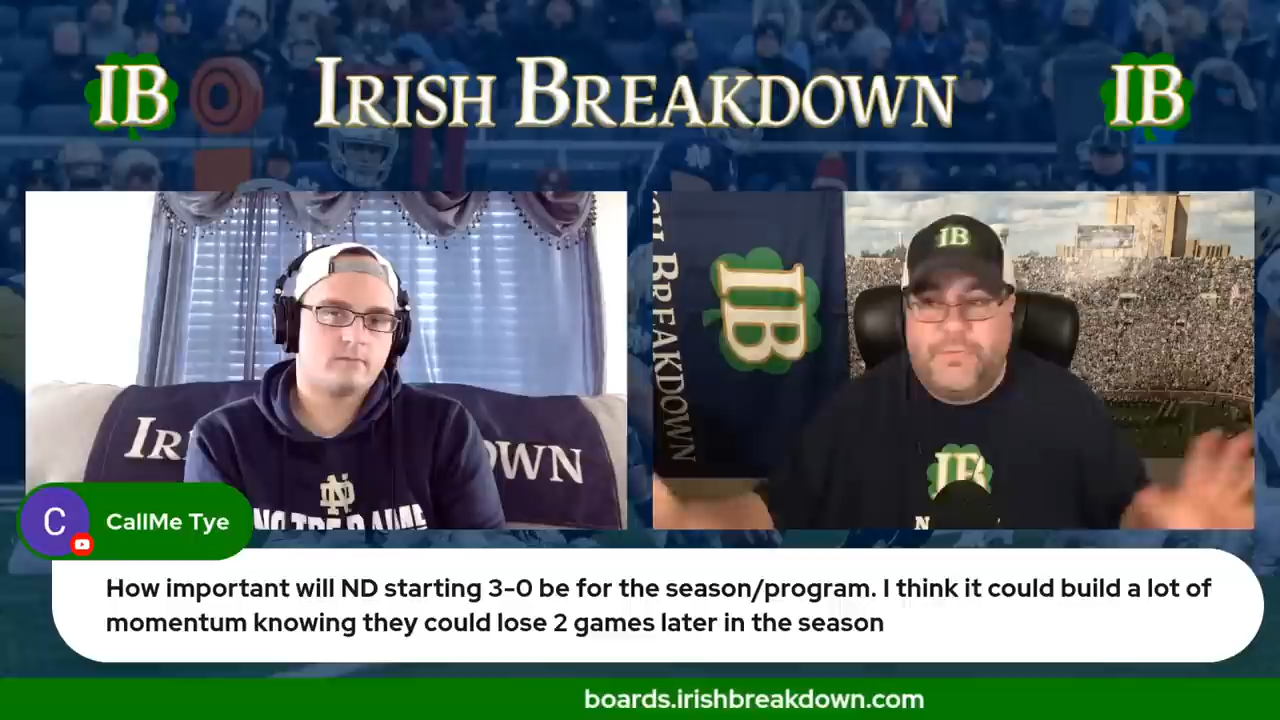 IB
IRISH BREAKDOWN
IB
BREAKDOWN
IB
IB
IB
OWN
ND
C
CallMe Tye
How important will ND starting 3-0 be for the season/program. I think it could build a lot of
momentum knowing they could lose 2 games later in the season
boards.irishbreakdown.com